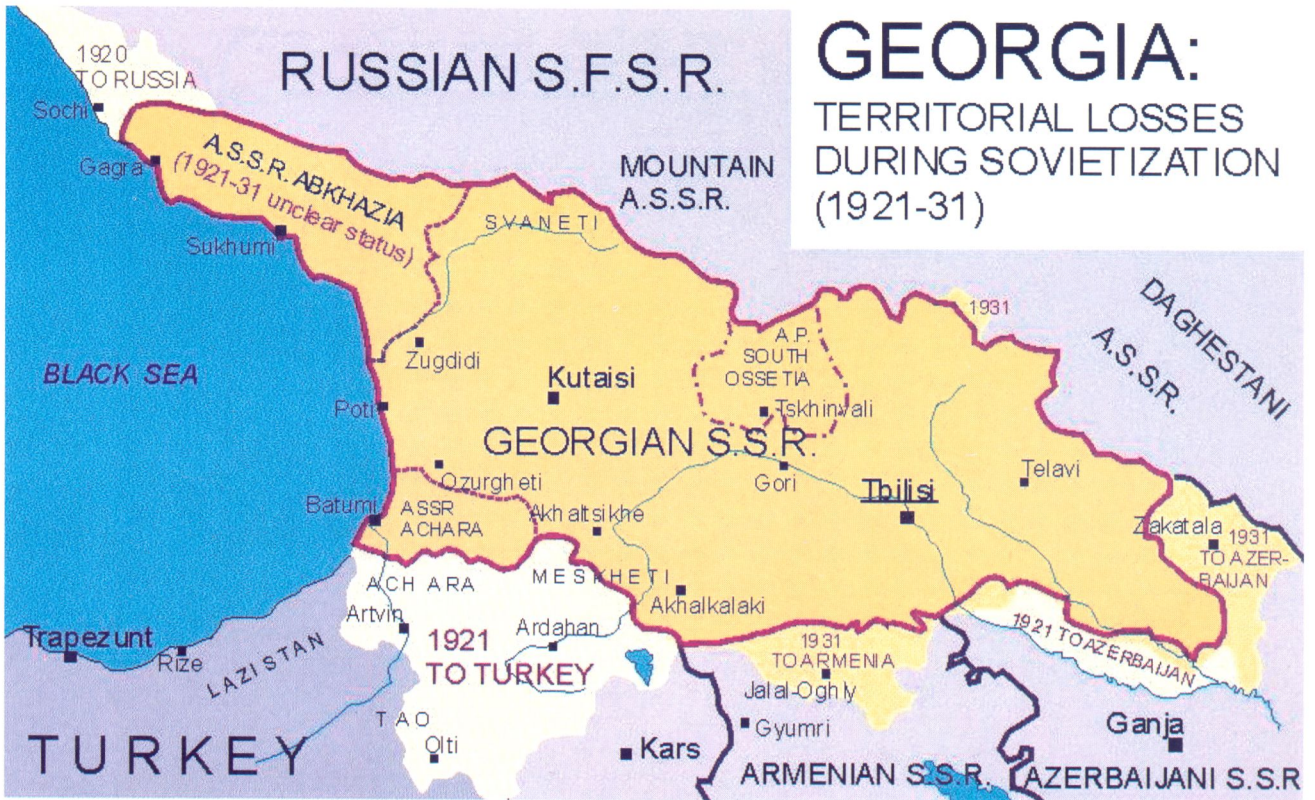 GEORGIA:
TERRITORIAL LOSSES
DURING SOVIETIZATION
(1921-31)
1920
TO RUSSIA
RUSSIAN S.F.S.R.
Sochi
Gagra
A.S.S.R. ABKHAZIA
(1921-31 unclear status)
MOUNTAIN
A.S.S.R.
Sukhumi
SVANETI
DAGHESTANI
A.S.S.R.
1931
BLACK SEA
Zugdidi
A.P.
SOUTH
OSSETIA
Kutaisi
Poti
Tskhinvali
GEORGIAN S.S.R.
Ozurgheti
Gori
Telavi
Tbilisi
Batumi
ASSR
ACHARA
Akhaltsikhe
Zakatala
1931
TO AZER-
BAIJAN
ACHARA
MESKHETI
Akhalkalaki
Artvin
Ardahan
1921
TO TURKEY
1921 TO AZERBAIJAN
1931
TO ARMENIA
Trapezunt
Rize
LAZISTAN
Jalal-Oghly
TAO
Olti
Kars
Gyumri
Ganja
TURKEY
ARMENIAN S.S.R.
AZERBAIJANI S.S.R